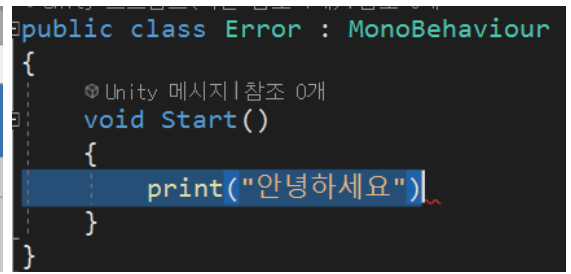 public class Error : MonoBehaviour
{
Unity 메시지|참조 0개
void Start()
{
print("안녕하세요")
}
}